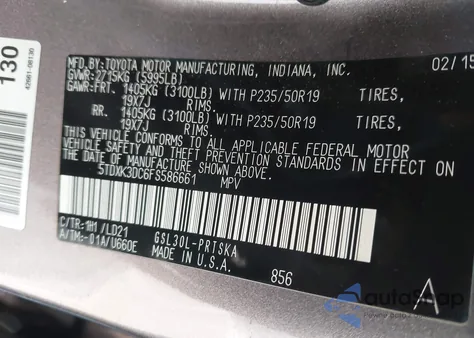 130
42661-08130
MFD. BY:
TOYOTA MOTOR MANUFACTURING, INDIANA, INC. 02/15
GVWR: 2715KG (5995LB)
GAWR:FRT. 1405KG (3100LB) WITH P235/50R19 TIRES,
19X7J RIMS,
RR. 1405KG (3100LB) WITH P235/50R19 TIRES,
19X7J RIMS,
THIS VEHICLE CONFORMS TO ALL APPLICABLE FEDERAL MOTOR
VEHICLE SAFETY AND THEFT PREVENTION STANDARDS IN EFFECT
ON THE DATE OF MANUFACTURE SHOWN ABOVE.
5TDXK3DC6FS586661 MPV
C/TR:1H1 /LD21 GSL30L-PRTSKA
A/TM:-01A/U660E MADE IN U.S.A. 856
A
autoScap